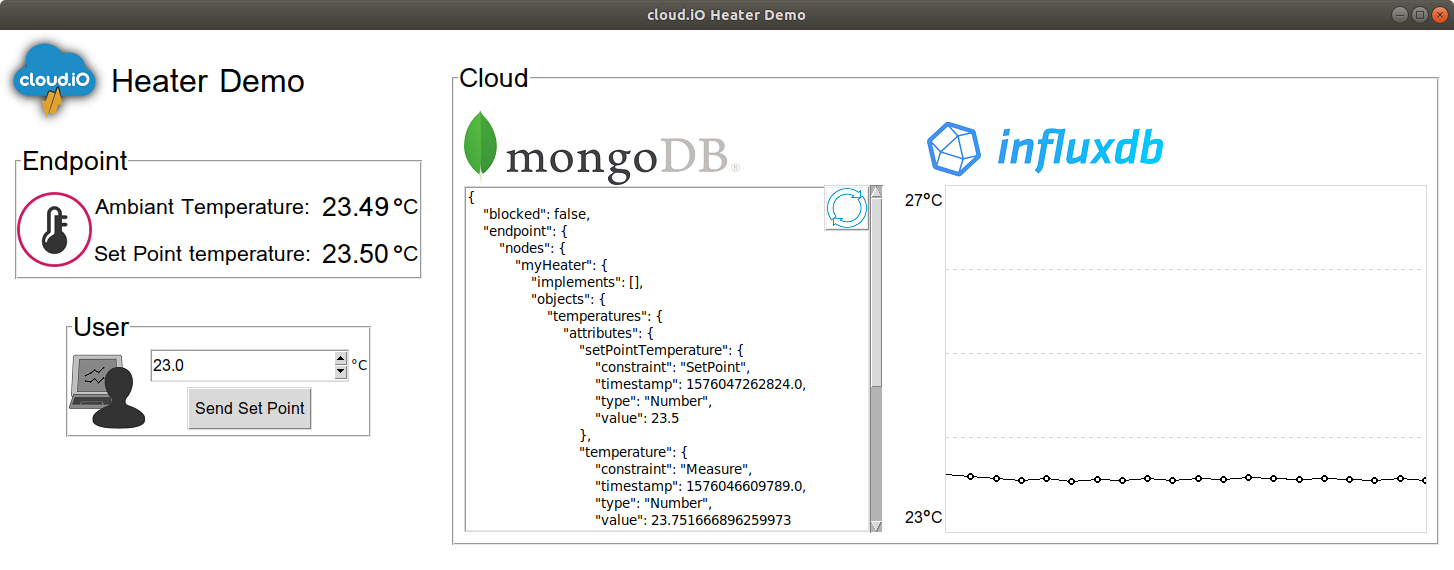 cloud.iO Heater Demo
cloud.iO
Heater Demo
Endpoint
Ambiant Temperature: 23.49 °C
Set Point temperature: 23.50 °C
User
23.0 °C
Send Set Point
Cloud
mongoDB®
{
"blocked": false,
"endpoint": {
"nodes": {
"myHeater": {
"implements": [],
"objects": {
"temperatures": {
"attributes": {
"setPointTemperature": {
"constraint": "SetPoint",
"timestamp": 1576047262824.0,
"type": "Number",
"value": 23.5
},
"temperature": {
"constraint": "Measure",
"timestamp": 1576046609789.0,
"type": "Number",
"value": 23.751666896259973
influxdb
27°C
23°C